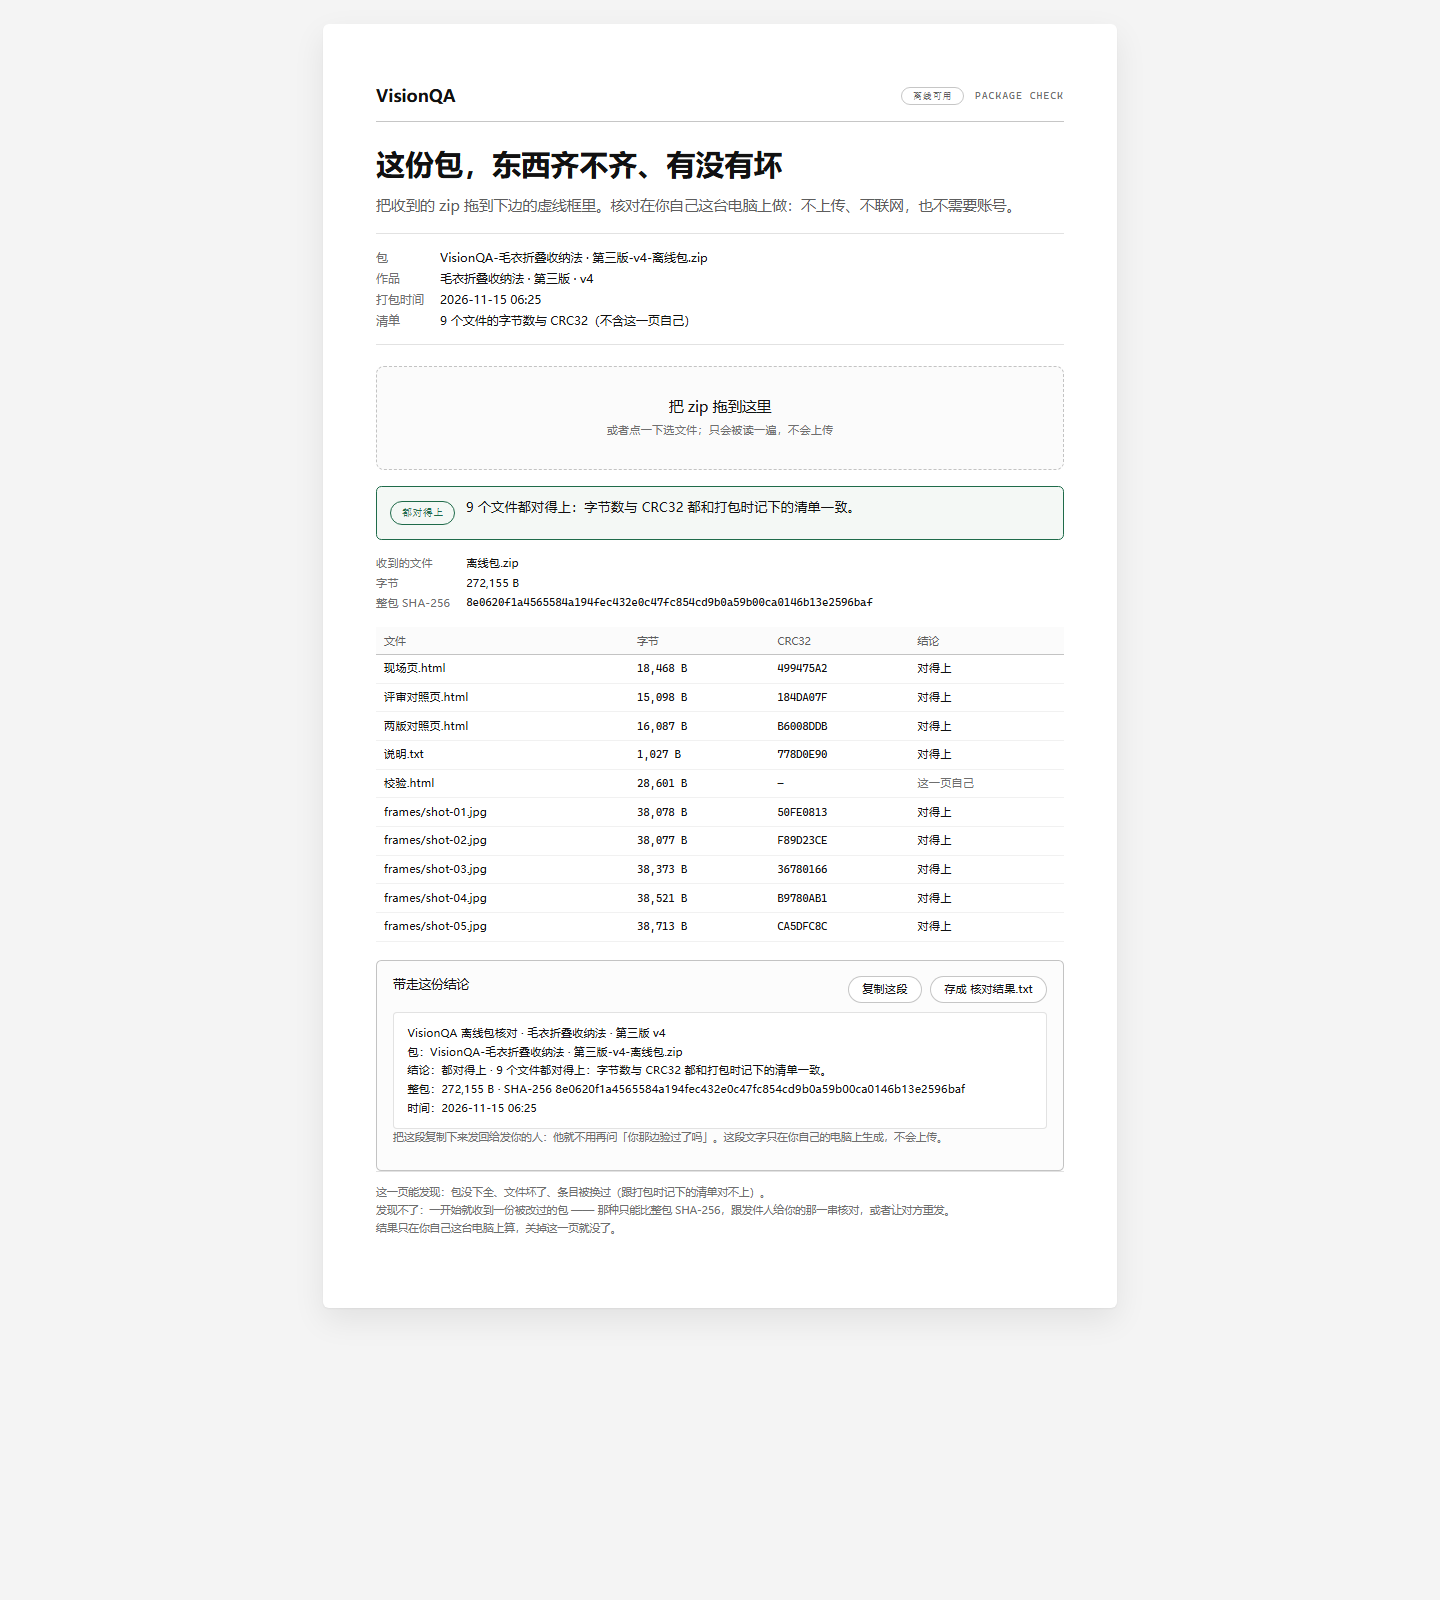 VisionQA
离线可用 PACKAGE CHECK
这份包，东西齐不齐、有没有坏
把收到的 zip 拖到下边的虚线框里。核对在你自己这台电脑上做：不上传、不联网，也不需要账号。
包 VisionQA-毛衣折叠收纳法 · 第三版-v4-离线包.zip
作品 毛衣折叠收纳法 · 第三版 · v4
打包时间 2026-11-15 06:25
清单 9 个文件的字节数与 CRC32（不含这一页自己）
把 zip 拖到这里
或者点一下选文件；只会被读一遍，不会上传
都对得上 9 个文件都对得上：字节数与 CRC32 都和打包时记下的清单一致。
收到的文件 离线包.zip
字节 272,155 B
整包 SHA-256 8e0620f1a4565584a194fec432e0c47fc854cd9b0a59b00ca0146b13e2596baf
文件 字节 CRC32 结论
现场页.html 18,468 B 499475A2 对得上
评审对照页.html 15,098 B 184DA07F 对得上
两版对照页.html 16,087 B B6008DDB 对得上
说明.txt 1,027 B 778D0E90 对得上
校验.html 28,601 B — 这一页自己
frames/shot-01.jpg 38,078 B 50FE0813 对得上
frames/shot-02.jpg 38,077 B F89D23CE 对得上
frames/shot-03.jpg 38,373 B 36780166 对得上
frames/shot-04.jpg 38,521 B B9780AB1 对得上
frames/shot-05.jpg 38,713 B CA5DFC8C 对得上
带走这份结论 复制这段 存成 核对结果.txt
VisionQA 离线包核对 · 毛衣折叠收纳法 · 第三版 v4
包：VisionQA-毛衣折叠收纳法 · 第三版-v4-离线包.zip
结论：都对得上 · 9 个文件都对得上：字节数与 CRC32 都和打包时记下的清单一致。
整包：272,155 B · SHA-256 8e0620f1a4565584a194fec432e0c47fc854cd9b0a59b00ca0146b13e2596baf
时间：2026-11-15 06:25
把这段复制下来发回给发你的人：他就不用再问「你那边验过了吗」。这段文字只在你自己的电脑上生成，不会上传。
这一页能发现：包没下全、文件坏了、条目被换过（跟打包时记下的清单对不上）。
发现不了：一开始就收到一份被改过的包 —— 那种只能比整包 SHA-256，跟发件人给你的那一串核对，或者让对方重发。
结果只在你自己这台电脑上算，关掉这一页就没了。